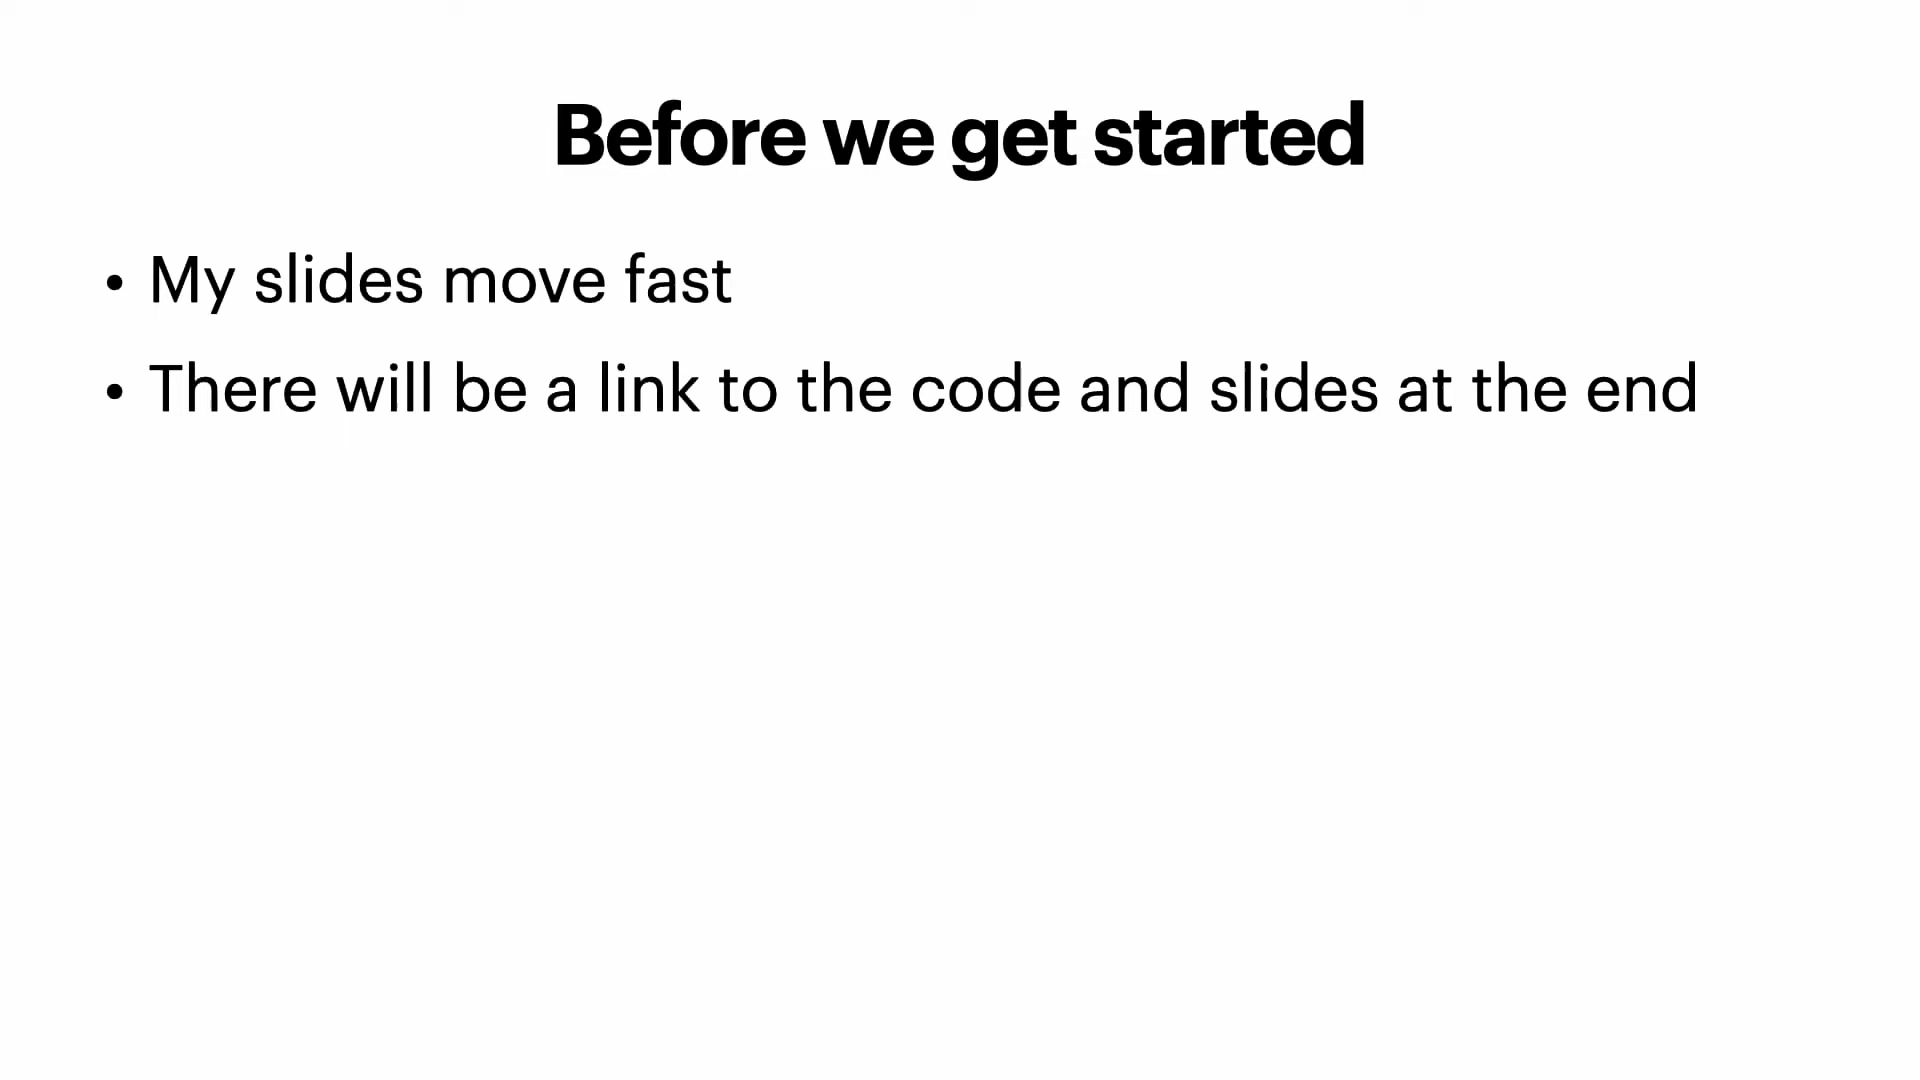 Before we get started
• My slides move fast
• There will be a link to the code and slides at the end